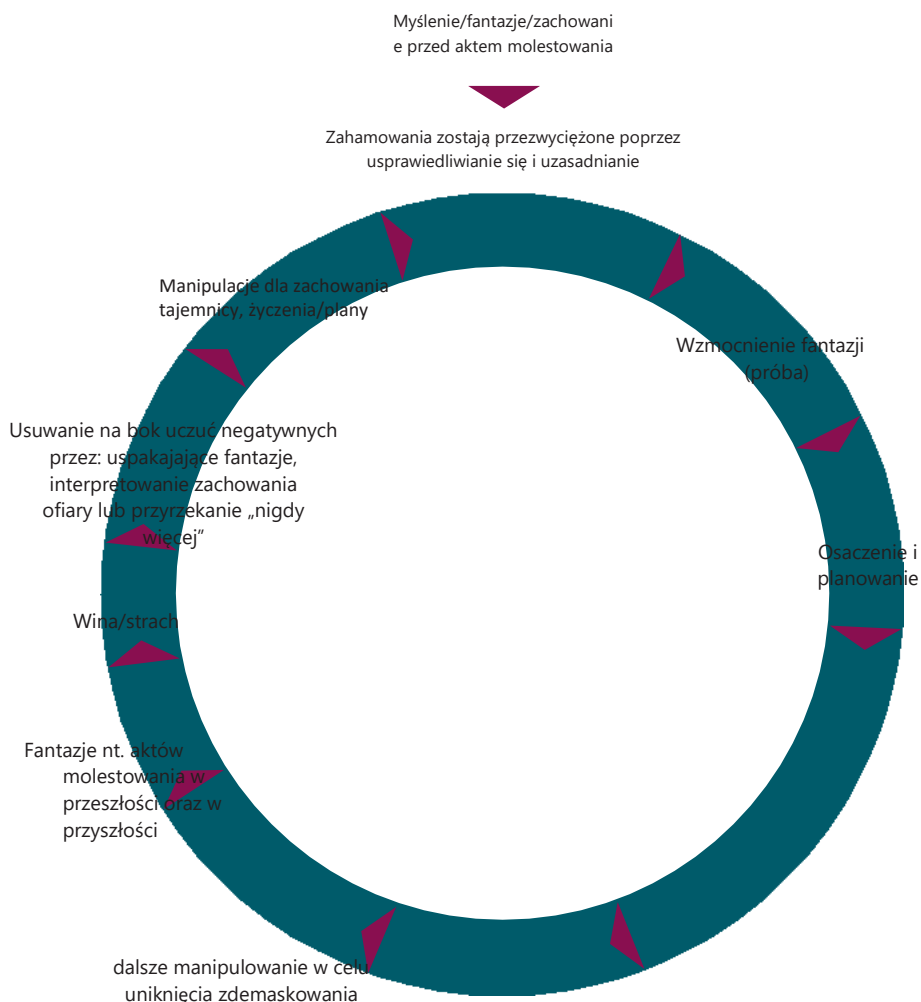 Myślenie/fantazje/zachowani
e przed aktem molestowania
Zahamowania zostają przezwyciężone poprzez
usprawiedliwianie się i uzasadnianie
Wzmocnienie fantazji
(próba)
Osaczenie i
planowanie
dalsze manipulowanie w celu
uniknięcia zdemaskowania
Fantazje nt. aktów
molestowania w
przeszłości oraz w
przyszłości
Wina/strach
Usuwanie na bok uczuć negatywnych
przez: uspakajające fantazje,
interpretowanie zachowania
ofiary lub przyrzekanie „nigdy
więcej”
Manipulacje dla zachowania
tajemnicy, życzenia/plany